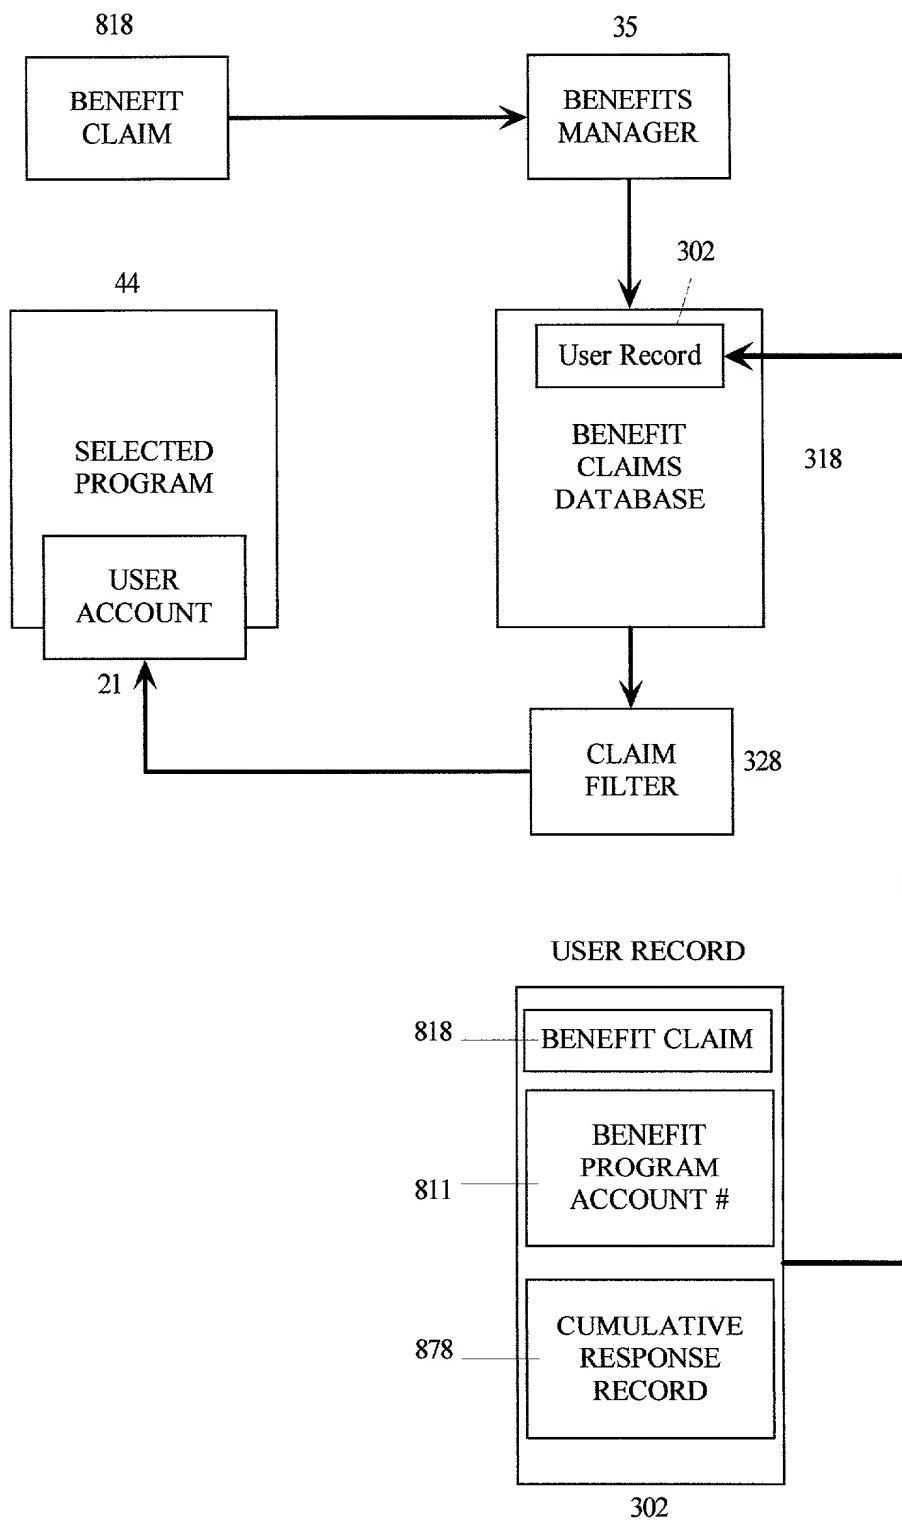 818
35
BENEFIT
CLAIM
BENEFITS
MANAGER
302
44
User Record
SELECTED
PROGRAM
BENEFIT
CLAIMS
DATABASE
318
USER
ACCOUNT
21
CLAIM
FILTER
328
USER RECORD
818
BENEFIT CLAIM
BENEFIT
PROGRAM
ACCOUNT #
811
CUMULATIVE
RESPONSE
RECORD
878
302